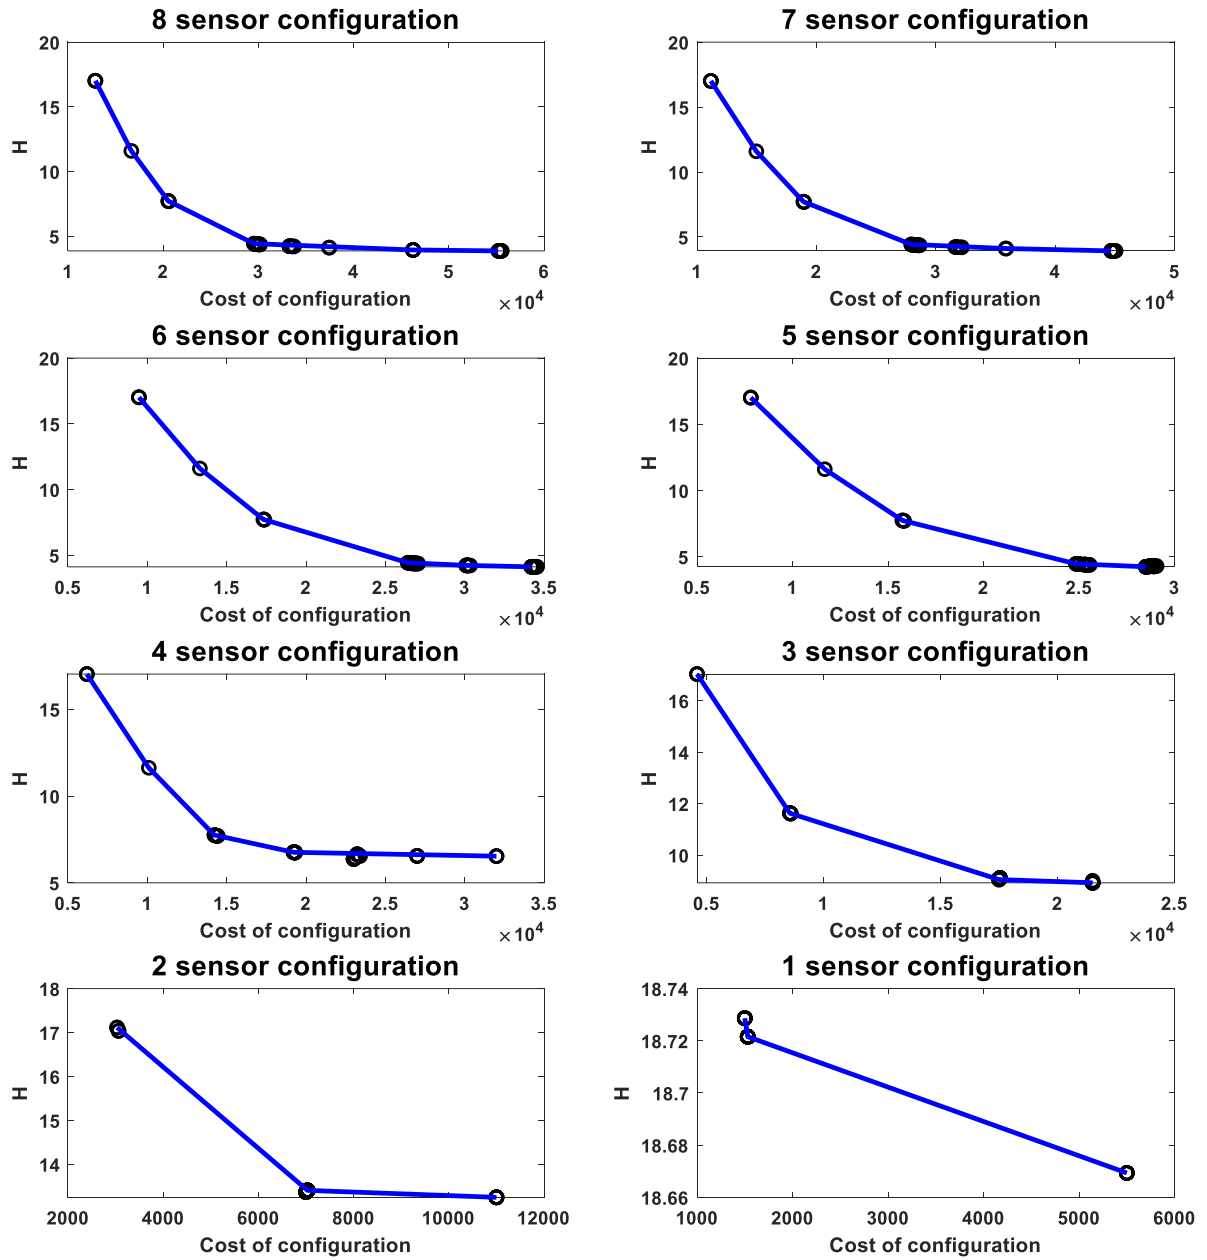 8 sensor configuration
20
15
10
5
H
1 2 3 4 5 6
Cost of configuration
×10^4
7 sensor configuration
20
15
10
5
H
1 2 3 4 5
Cost of configuration
×10^4
6 sensor configuration
20
15
10
5
H
0.5 1 1.5 2 2.5 3 3.5
Cost of configuration
×10^4
5 sensor configuration
20
15
10
5
H
0.5 1 1.5 2 2.5 3
Cost of configuration
×10^4
4 sensor configuration
15
10
5
H
0.5 1 1.5 2 2.5 3 3.5
Cost of configuration
×10^4
3 sensor configuration
16
14
12
10
H
0.5 1 1.5 2 2.5
Cost of configuration
×10^4
2 sensor configuration
18
17
16
15
14
H
2000 4000 6000 8000 10000 12000
Cost of configuration
1 sensor configuration
18.74
18.72
18.7
18.68
18.66
H
1000 2000 3000 4000 5000 6000
Cost of configuration